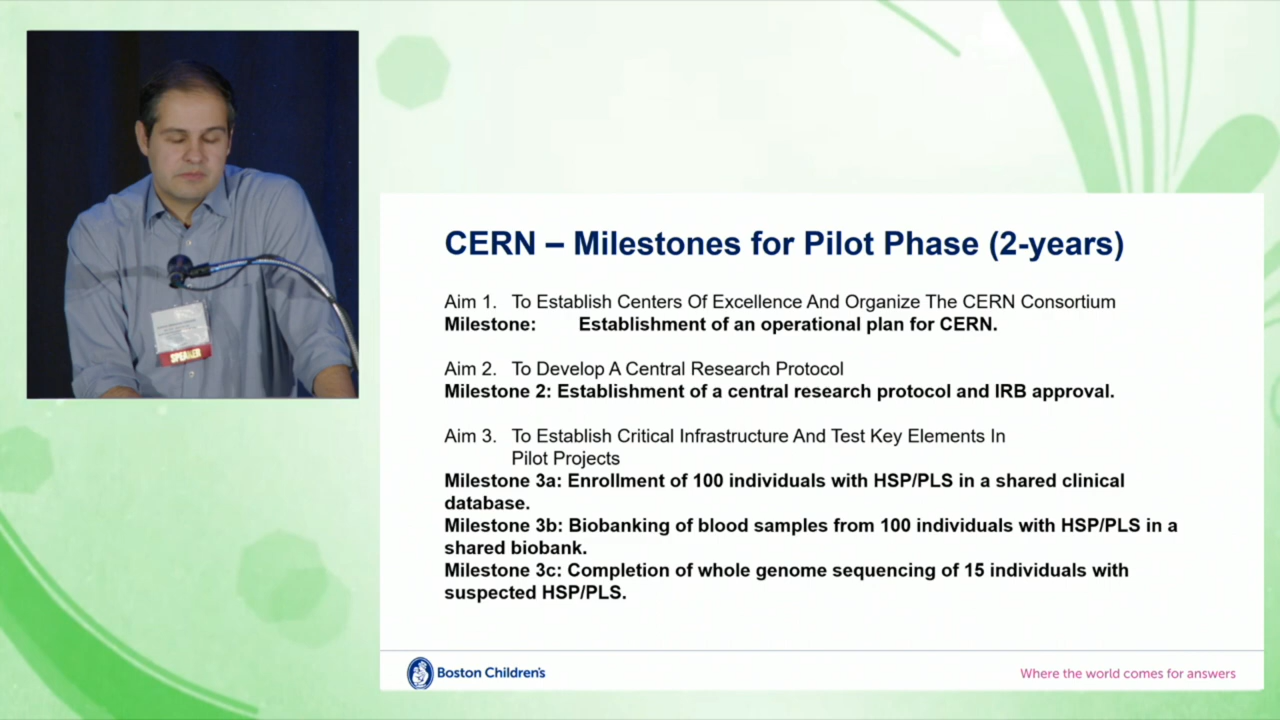 SPEAKER
CERN – Milestones for Pilot Phase (2-years)
Aim 1. To Establish Centers Of Excellence And Organize The CERN Consortium
Milestone: Establishment of an operational plan for CERN.
Aim 2. To Develop A Central Research Protocol
Milestone 2: Establishment of a central research protocol and IRB approval.
Aim 3. To Establish Critical Infrastructure And Test Key Elements In
Pilot Projects
Milestone 3a: Enrollment of 100 individuals with HSP/PLS in a shared clinical
database.
Milestone 3b: Biobanking of blood samples from 100 individuals with HSP/PLS in a
shared biobank.
Milestone 3c: Completion of whole genome sequencing of 15 individuals with
suspected HSP/PLS.
Boston Children's
Where the world comes for answers